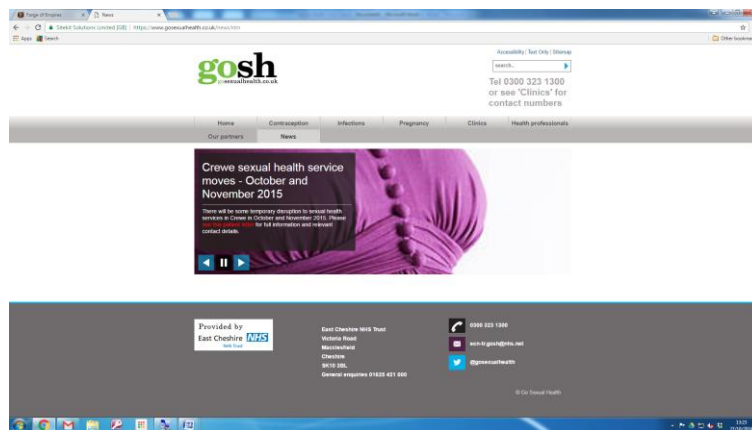 Forge of Empires
News
Sitekit Solutions Limited [GB] | https://www.gosexualhealth.co.uk/news.htm
Apps
Search
Other bookmarks
Accessibility | Text Only | Sitemap
gosh
gosexualhealth.co.uk
search..
Tel 0300 323 1300
or see 'Clinics' for
contact numbers
Home Contraception Infections Pregnancy Clinics Health professionals
Our partners News
Crewe sexual health service
moves - October and
November 2015
There will be some temporary disruption to sexual health
services in Crewe in October and November 2015. Please
for full information and relevant
contact details.
Provided by
East Cheshire NHS
NHS Trust
East Cheshire NHS Trust
Victoria Road
Macclesfield
Cheshire
SK10 3BL
General enquiries 01625 421 000
0300 323 1300
@gosexualhealth
© Go Sexual Health
13:21